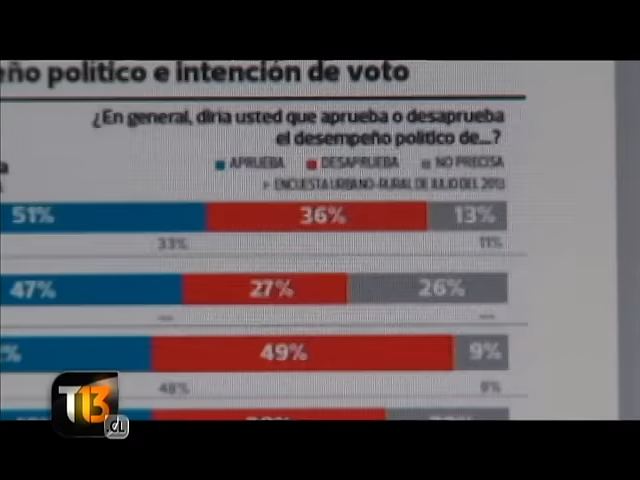 eño político e intención de voto
¿En general, diría usted que aprueba o desaprueba
el desempeño político de...?
a
APRUEBA DESAPRUEBA NO PRECISA
ENCUESTA URBANO-RURAL DE JULIO DEL 2013
51% 36% 13%
33% 11%
47% 27% 26%
--- ---
% 49% 9%
48% 9%
T13
.CL